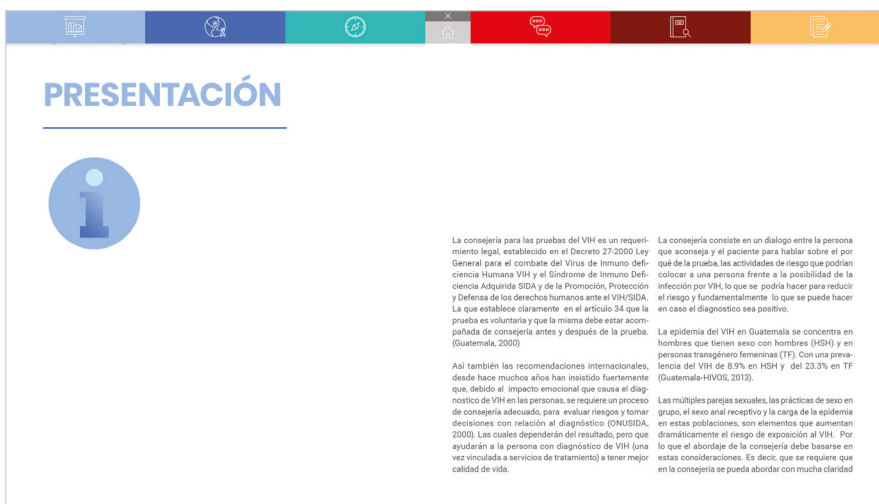 PRESENTACIÓN
La consejería para las pruebas del VIH es un requeri-
miento legal, establecido en el Decreto 27-2000 Ley
General para el combate del Virus de Inmuno defi-
ciencia Humana VIH y el Síndrome de Inmuno Defi-
ciencia Adquirida SIDA y de la Promoción, Protección
y Defensa de los derechos humanos ante el VIH/SIDA.
La que establece claramente en el artículo 34 que la
prueba es voluntaria y que la misma debe estar acom-
pañada de consejería antes y después de la prueba.
(Guatemala, 2000)
Así también las recomendaciones internacionales,
desde hace muchos años han insistido fuertemente
que, debido al impacto emocional que causa el diag-
nostico de VIH en las personas, se requiere un proceso
de consejería adecuado, para evaluar riesgos y tomar
decisiones con relación al diagnóstico (ONUSIDA,
2000). Las cuales dependerán del resultado, pero que
ayudarán a la persona con diagnóstico de VIH (una
vez vinculada a servicios de tratamiento) a tener mejor
calidad de vida.
La consejería consiste en un dialogo entre la persona
que aconseja y el paciente para hablar sobre el por
qué de la prueba, las actividades de riesgo que podrían
colocar a una persona frente a la posibilidad de la
infección por VIH, lo que se podría hacer para reducir
el riesgo y fundamentalmente lo que se puede hacer
en caso el diagnostico sea positivo.
La epidemia del VIH en Guatemala se concentra en
hombres que tienen sexo con hombres (HSH) y en
personas transgénero femeninas (TF). Con una preva-
lencia del VIH de 8.9% en HSH y del 23.3% en TF
(Guatemala-HIVOS, 2013).
Las múltiples parejas sexuales, las prácticas de sexo en
grupo, el sexo anal receptivo y la carga de la epidemia
en estas poblaciones, son elementos que aumentan
dramáticamente el riesgo de exposición al VIH. Por
lo que el abordaje de la consejería debe basarse en
estas consideraciones. Es decir, que se requiere que
en la consejería se pueda abordar con mucha claridad